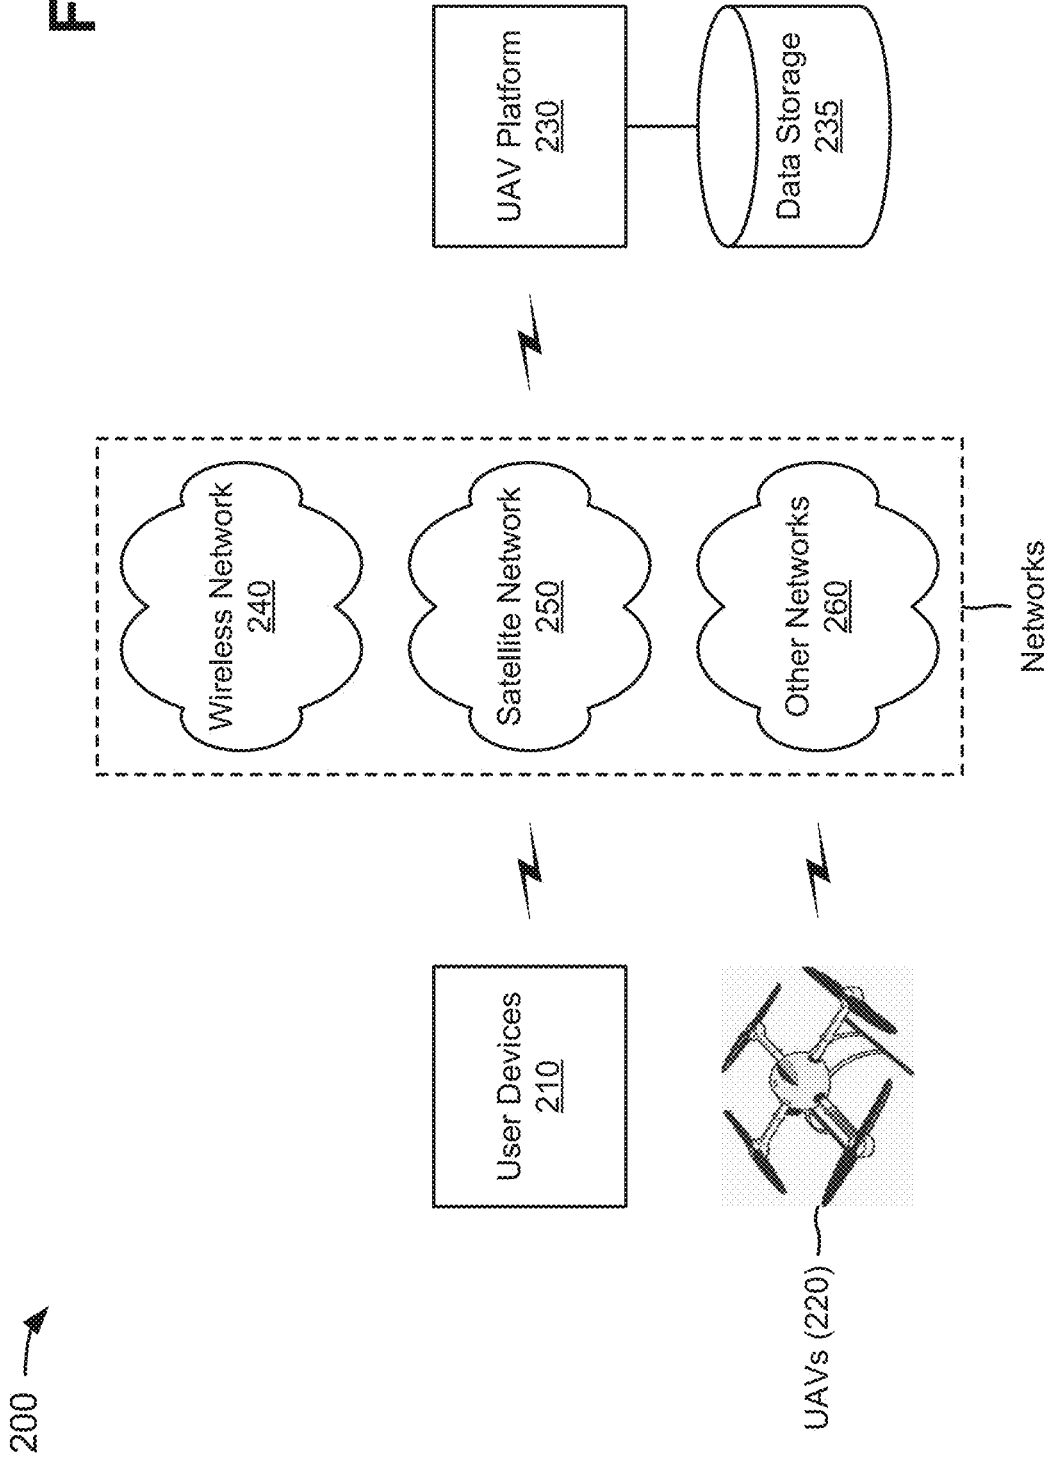 200
F
User Devices
210
UAVs (220)
Wireless Network
240
Satellite Network
250
Other Networks
260
Networks
UAV Platform
230
Data Storage
235